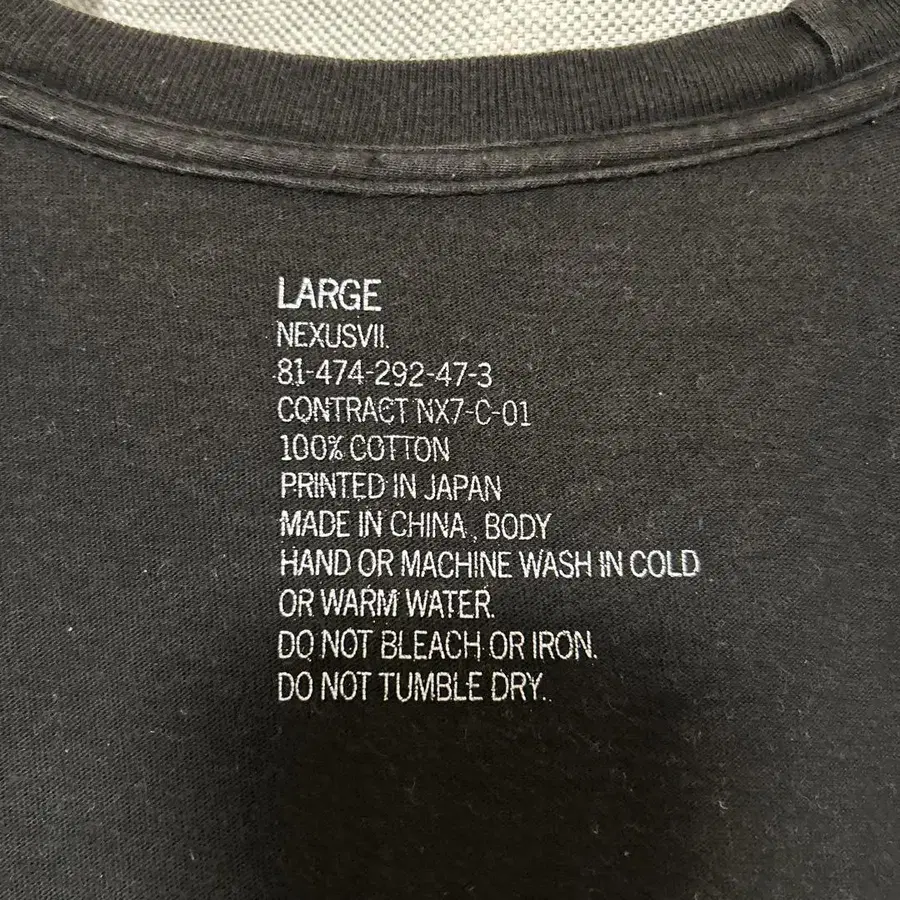 LARGE
NEXUSVII.
81-474-292-47-3
CONTRACT NX7-C-01
100% COTTON
PRINTED IN JAPAN
MADE IN CHINA , BODY
HAND OR MACHINE WASH IN COLD
OR WARM WATER.
DO NOT BLEACH OR IRON.
DO NOT TUMBLE DRY.